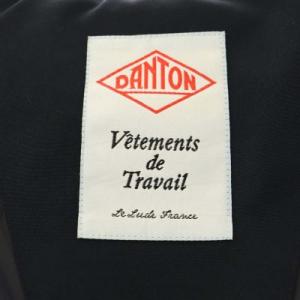 DANTON
Vêtements
de
Travail
Le Lude France